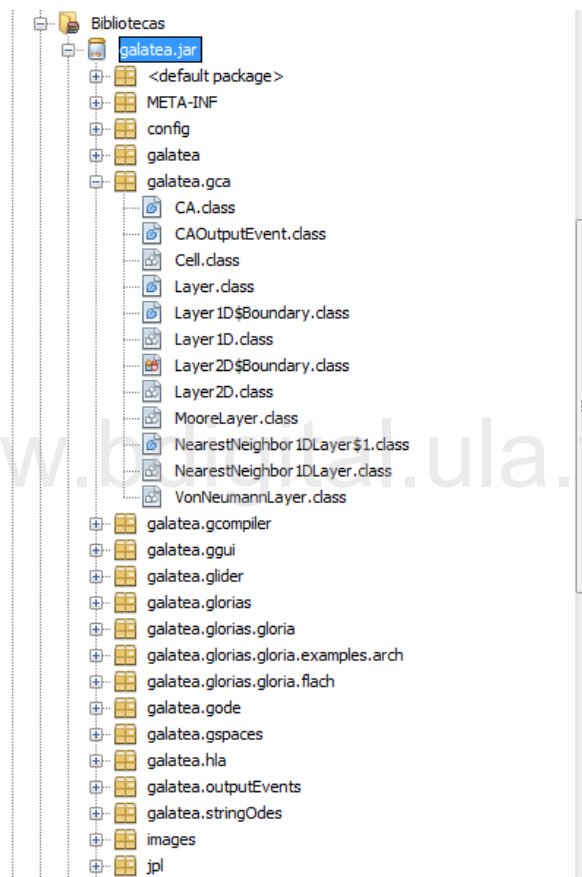 Bibliotecas
galatea.jar
<default package>
META-INF
config
galatea
galatea.gca
CA.class
CAOutputEvent.class
Cell.class
Layer.class
Layer1D$Boundary.class
Layer1D.class
Layer2D$Boundary.class
Layer2D.class
MooreLayer.class
NearestNeighbor1DLayer$1.class
NearestNeighbor1DLayer.class
VonNeumannLayer.class
galatea.gcompiler
galatea.ggui
galatea.glider
galatea.glorias
galatea.glorias.gloria
galatea.glorias.gloria.examples.arch
galatea.glorias.gloria.flach
galatea.gode
galatea.gspaces
galatea.hla
galatea.outputEvents
galatea.stringOdes
images
jpl
w.bdigital.ula.